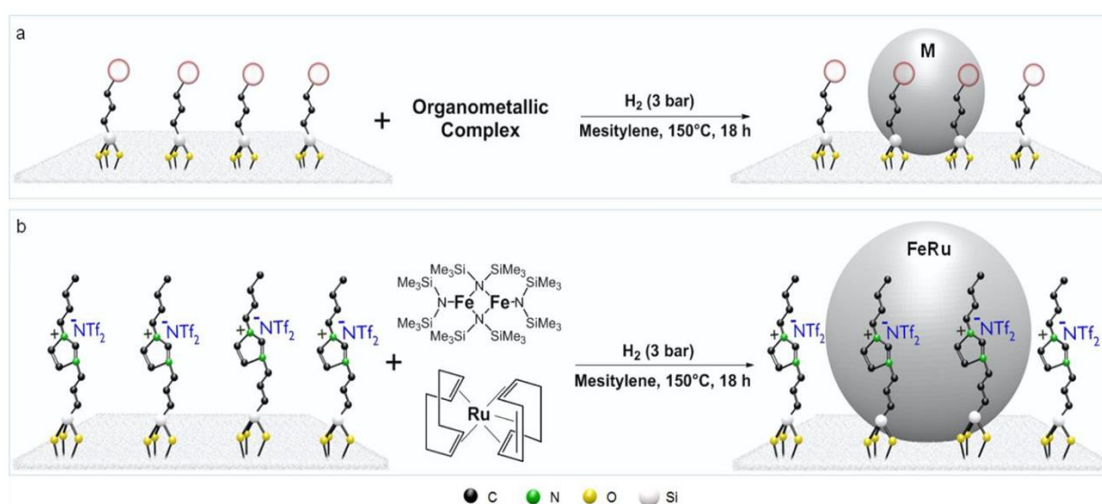 a
+
Organometallic
Complex
H₂ (3 bar)
Mesitylene, 150°C, 18 h
M
b
+
-NTf₂
+
-NTf₂
+
-NTf₂
+
-NTf₂
+
SiMe₃ SiMe₃
Me₃Si N SiMe₃
N-Fe Fe-N
Me₃Si N SiMe₃
Me₃Si SiMe₃
Ru
H₂ (3 bar)
Mesitylene, 150°C, 18 h
FeRu
+
-NTf₂
+
-NTf₂
+
-NTf₂
+
-NTf₂
C N O Si